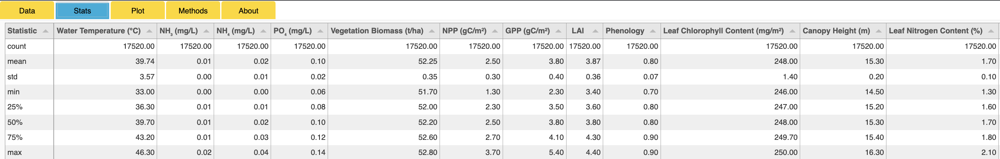 Data Stats Plot Methods About
Statistic Water Temperature (°C) NH₃ (mg/L) NH₄ (mg/L) PO₄ (mg/L) Vegetation Biomass (t/ha) NPP (gC/m²) GPP (gC/m²) LAI Phenology Leaf Chlorophyll Content (mg/m²) Canopy Height (m) Leaf Nitrogen Content (%)
count 17520.00 17520.00 17520.00 17520.00 17520.00 17520.00 17520.00 17520.00 17520.00 17520.00 17520.00 17520.00
mean 39.74 0.01 0.02 0.10 52.25 2.50 3.80 3.87 0.80 248.00 15.30 1.70
std 3.57 0.00 0.01 0.02 0.35 0.30 0.40 0.36 0.07 1.40 0.20 0.10
min 33.00 0.00 0.00 0.06 51.70 1.30 2.30 3.40 0.70 246.00 14.50 1.30
25% 36.30 0.01 0.01 0.08 52.00 2.30 3.50 3.60 0.80 247.00 15.20 1.60
50% 39.70 0.01 0.02 0.10 52.20 2.50 3.80 3.80 0.80 248.00 15.30 1.70
75% 43.20 0.01 0.03 0.12 52.60 2.70 4.10 4.30 0.90 249.70 15.40 1.80
max 46.30 0.02 0.04 0.14 52.80 3.70 5.40 4.40 0.90 250.00 16.30 2.10